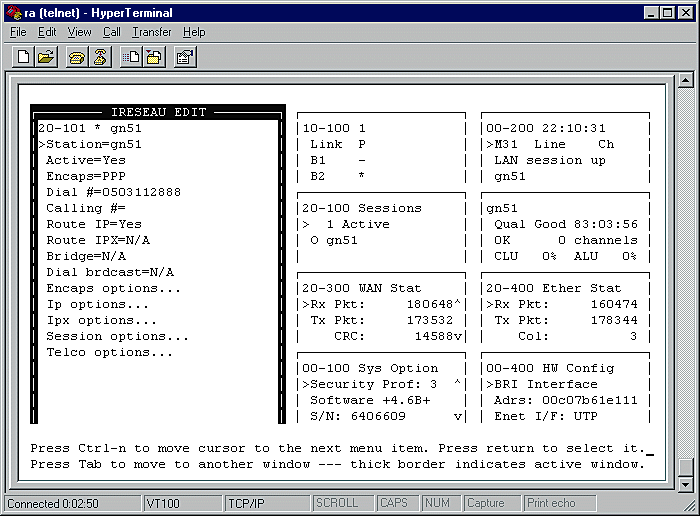 ra (telnet) - HyperTerminal
File Edit View Call Transfer Help
IRESEAU EDIT
20-101 * gn51
>Station=gn51
Active=Yes
Encaps=PPP
Dial #=0503112888
Calling #=
Route IP=Yes
Route IPX=N/A
Bridge=N/A
Dial brdcast=N/A
Encaps options...
Ip options...
Ipx options...
Session options...
Telco options...
10-100 1
Link P
B1 -
B2 *
00-200 22:10:31
>M31 Line Ch
LAN session up
gn51
20-100 Sessions
> 1 Active
O gn51
gn51
Qual Good 83:03:56
OK 0 channels
CLU 0% ALU 0%
20-300 WAN Stat
>Rx Pkt: 180648^
Tx Pkt: 173532
CRC: 14588v
20-400 Ether Stat
>Rx Pkt: 160474
Tx Pkt: 178344
Col: 3
00-100 Sys Option
>Security Prof: 3 ^
Software +4.6B+
S/N: 6406609 v
00-400 HW Config
>BRI Interface
Adrs: 00c07b61e111
Enet I/F: UTP
Press Ctrl-n to move cursor to the next menu item. Press return to select it._
Press Tab to move to another window --- thick border indicates active window.
Connected 0:02:50 VT100 TCP/IP SCROLL CAPS NUM Capture Print echo